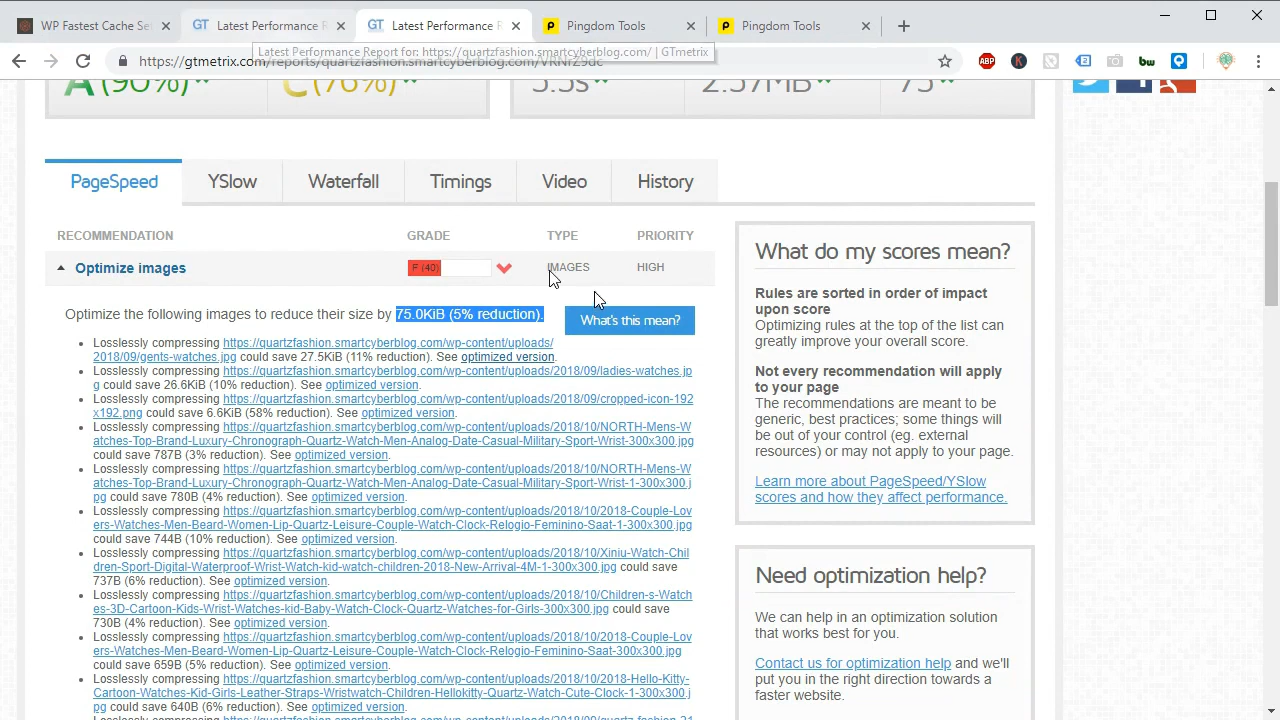 WP Fastest Cache Se
GT Latest Performance R
GT Latest Performance R
Pingdom Tools
Pingdom Tools
Latest Performance Report for: https://quartzfashion.smartcyberblog.com/ | GTmetrix
https://gtmetrix.com/reports/quartzfashion.smartcyberblog.com/VRNrZ9dc
ABP
K
bw
A (90%)
C (76%)
5.5s
2.57MB
75
PageSpeed
YSlow
Waterfall
Timings
Video
History
RECOMMENDATION
GRADE
TYPE
PRIORITY
Optimize images
F (40)
IMAGES
HIGH
Optimize the following images to reduce their size by 75.0KiB (5% reduction).
What's this mean?
• Losslessly compressing https://quartzfashion.smartcyberblog.com/wp-content/uploads/
2018/09/gents-watches.jpg could save 27.5KiB (11% reduction). See optimized version.
• Losslessly compressing https://quartzfashion.smartcyberblog.com/wp-content/uploads/2018/09/ladies-watches.jp
g could save 26.6KiB (10% reduction). See optimized version.
• Losslessly compressing https://quartzfashion.smartcyberblog.com/wp-content/uploads/2018/09/cropped-icon-192
x192.png could save 6.6KiB (58% reduction). See optimized version.
• Losslessly compressing https://quartzfashion.smartcyberblog.com/wp-content/uploads/2018/10/NORTH-Mens-W
atches-Top-Brand-Luxury-Chronograph-Quartz-Watch-Men-Analog-Date-Casual-Military-Sport-Wrist-300x300.jpg
could save 787B (3% reduction). See optimized version.
• Losslessly compressing https://quartzfashion.smartcyberblog.com/wp-content/uploads/2018/10/NORTH-Mens-W
atches-Top-Brand-Luxury-Chronograph-Quartz-Watch-Men-Analog-Date-Casual-Military-Sport-Wrist-1-300x300.j
pg could save 780B (4% reduction). See optimized version.
• Losslessly compressing https://quartzfashion.smartcyberblog.com/wp-content/uploads/2018/10/2018-Couple-Lov
ers-Watches-Men-Beard-Women-Lip-Quartz-Leisure-Couple-Watch-Clock-Relogio-Feminino-Saat-1-300x300.jpg
could save 744B (10% reduction). See optimized version.
• Losslessly compressing https://quartzfashion.smartcyberblog.com/wp-content/uploads/2018/10/Xiniu-Watch-Chil
dren-Sport-Digital-Waterproof-Wrist-Watch-kid-watch-children-2018-New-Arrival-4M-1-300x300.jpg could save
737B (6% reduction). See optimized version.
• Losslessly compressing https://quartzfashion.smartcyberblog.com/wp-content/uploads/2018/10/Children-s-Watch
es-3D-Cartoon-Kids-Wrist-Watches-kid-Baby-Watch-Clock-Quartz-Watches-for-Girls-300x300.jpg could save
730B (4% reduction). See optimized version.
• Losslessly compressing https://quartzfashion.smartcyberblog.com/wp-content/uploads/2018/10/2018-Couple-Lov
ers-Watches-Men-Beard-Women-Lip-Quartz-Leisure-Couple-Watch-Clock-Relogio-Feminino-Saat-300x300.jpg
could save 659B (5% reduction). See optimized version.
• Losslessly compressing https://quartzfashion.smartcyberblog.com/wp-content/uploads/2018/10/2018-Hello-Kitty-
Cartoon-Watches-Kid-Girls-Leather-Straps-Wristwatch-Children-Hellokitty-Quartz-Watch-Cute-Clock-1-300x300.j
pg could save 640B (6% reduction). See optimized version.
What do my scores mean?
Rules are sorted in order of impact
upon score
Optimizing rules at the top of the list can
greatly improve your overall score.
Not every recommendation will apply
to your page
The recommendations are meant to be
generic, best practices; some things will
be out of your control (eg. external
resources) or may not apply to your page.
Learn more about PageSpeed/YSlow
scores and how they affect performance.
Need optimization help?
We can help in an optimization solution
that works best for you.
Contact us for optimization help and we'll
put you in the right direction towards a
faster website.